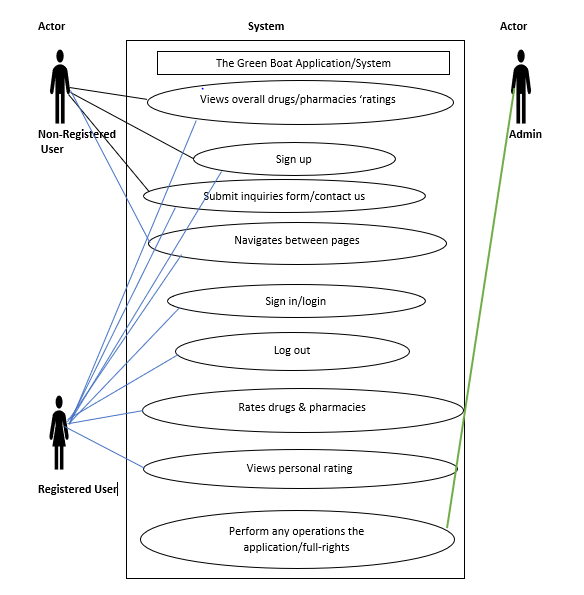 Actor
System
Actor
The Green Boat Application/System
Views overall drugs/pharmacies ‘ratings
Non-Registered
User
Admin
Sign up
Submit inquiries form/contact us
Navigates between pages
Sign in/login
Log out
Rates drugs & pharmacies
Views personal rating
Registered User
Perform any operations the
application/full-rights